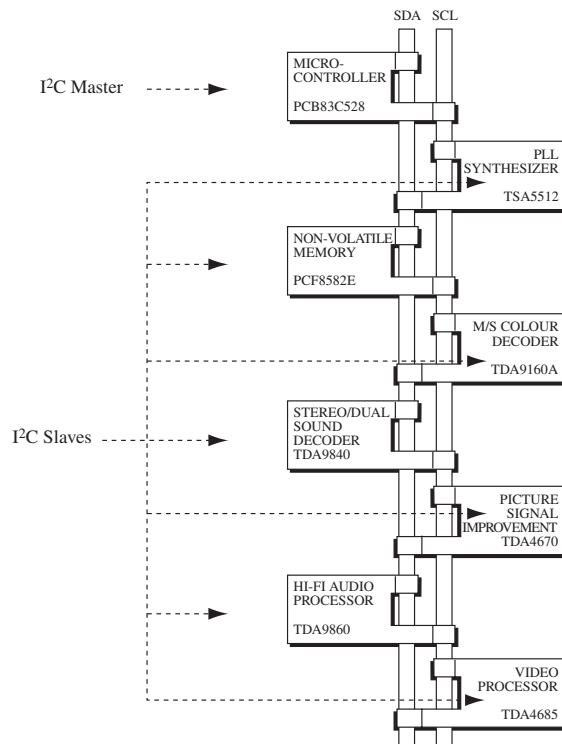 SDA SCL
MICRO-
CONTROLLER
PCB83C528
I²C Master
PLL
SYNTHESIZER
TSA5512
NON-VOLATILE
MEMORY
PCF8582E
M/S COLOUR
DECODER
TDA9160A
I²C Slaves
STEREO/DUAL
SOUND
DECODER
TDA9840
PICTURE
SIGNAL
IMPROVEMENT
TDA4670
HI-FI AUDIO
PROCESSOR
TDA9860
VIDEO
PROCESSOR
TDA4685